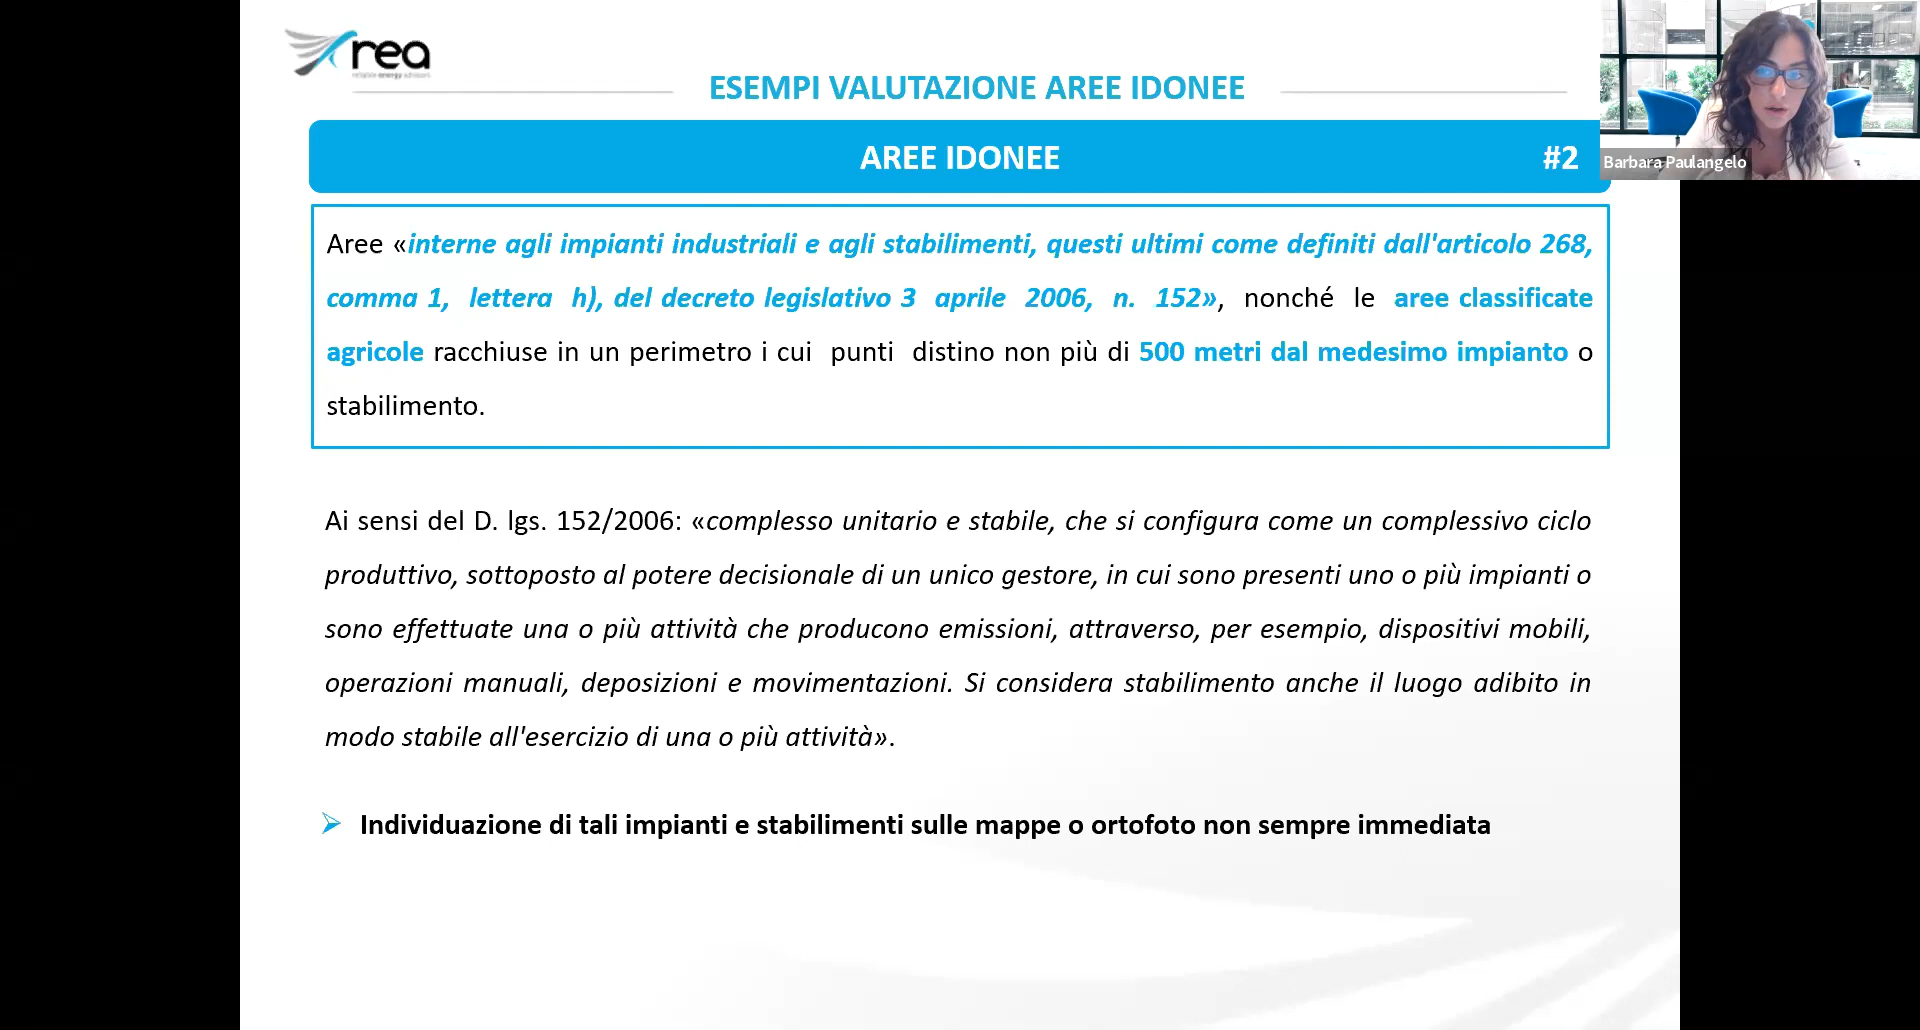 rea
reliable energy advisors
ESEMPI VALUTAZIONE AREE IDONEE
AREE IDONEE
#2
Barbara Paulangelo
Aree «interne agli impianti industriali e agli stabilimenti, questi ultimi come definiti dall'articolo 268,
comma 1, lettera h), del decreto legislativo 3 aprile 2006, n. 152», nonché le aree classificate
agricole racchiuse in un perimetro i cui punti distino non più di 500 metri dal medesimo impianto o
stabilimento.
Ai sensi del D. lgs. 152/2006: «complesso unitario e stabile, che si configura come un complessivo ciclo
produttivo, sottoposto al potere decisionale di un unico gestore, in cui sono presenti uno o più impianti o
sono effettuate una o più attività che producono emissioni, attraverso, per esempio, dispositivi mobili,
operazioni manuali, deposizioni e movimentazioni. Si considera stabilimento anche il luogo adibito in
modo stabile all'esercizio di una o più attività».
Individuazione di tali impianti e stabilimenti sulle mappe o ortofoto non sempre immediata